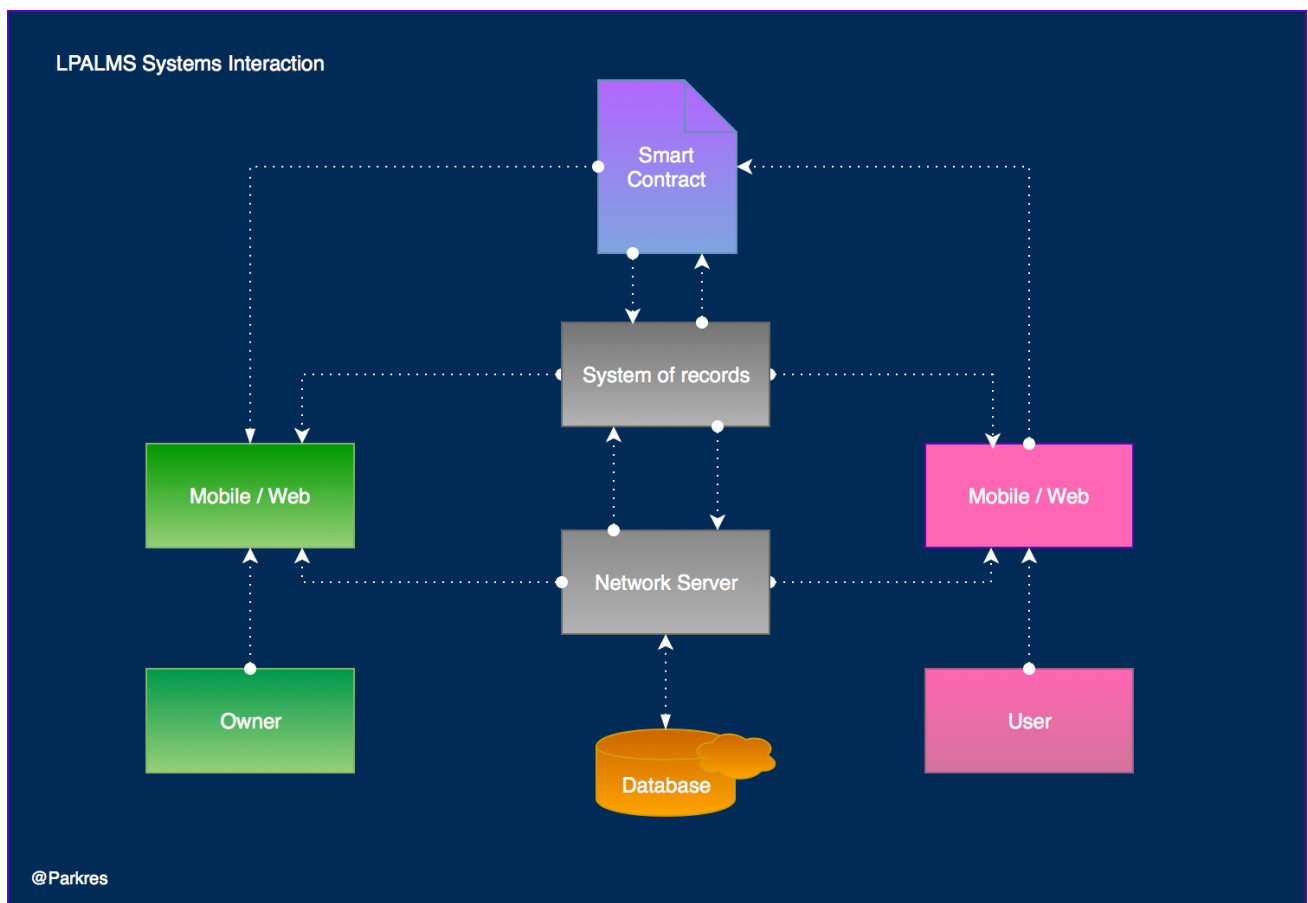 LPALMS Systems Interaction
Smart
Contract
System of records
Mobile / Web
Mobile / Web
Network Server
Owner
User
Database
@Parkres